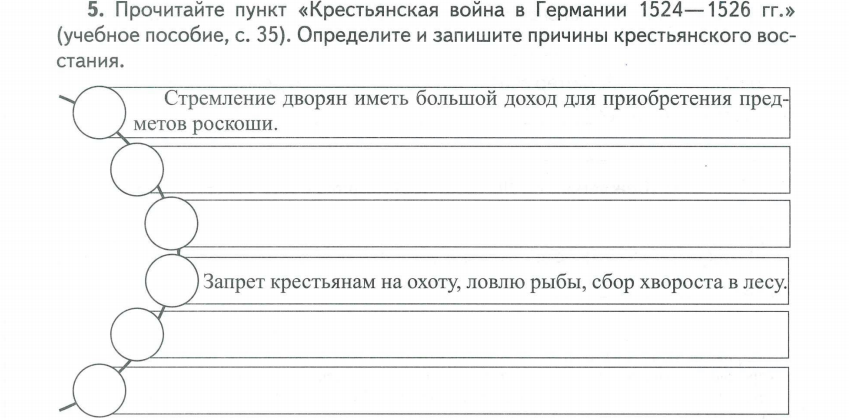 5. Прочитайте пункт «Крестьянская война в Германии 1524—1526 гг.»
(учебное пособие, с. 35). Определите и запишите причины крестьянского вос-
стания.
Стремление дворян иметь большой доход для приобретения пред-
метов роскоши.
Запрет крестьянам на охоту, ловлю рыбы, сбор хвороста в лесу.